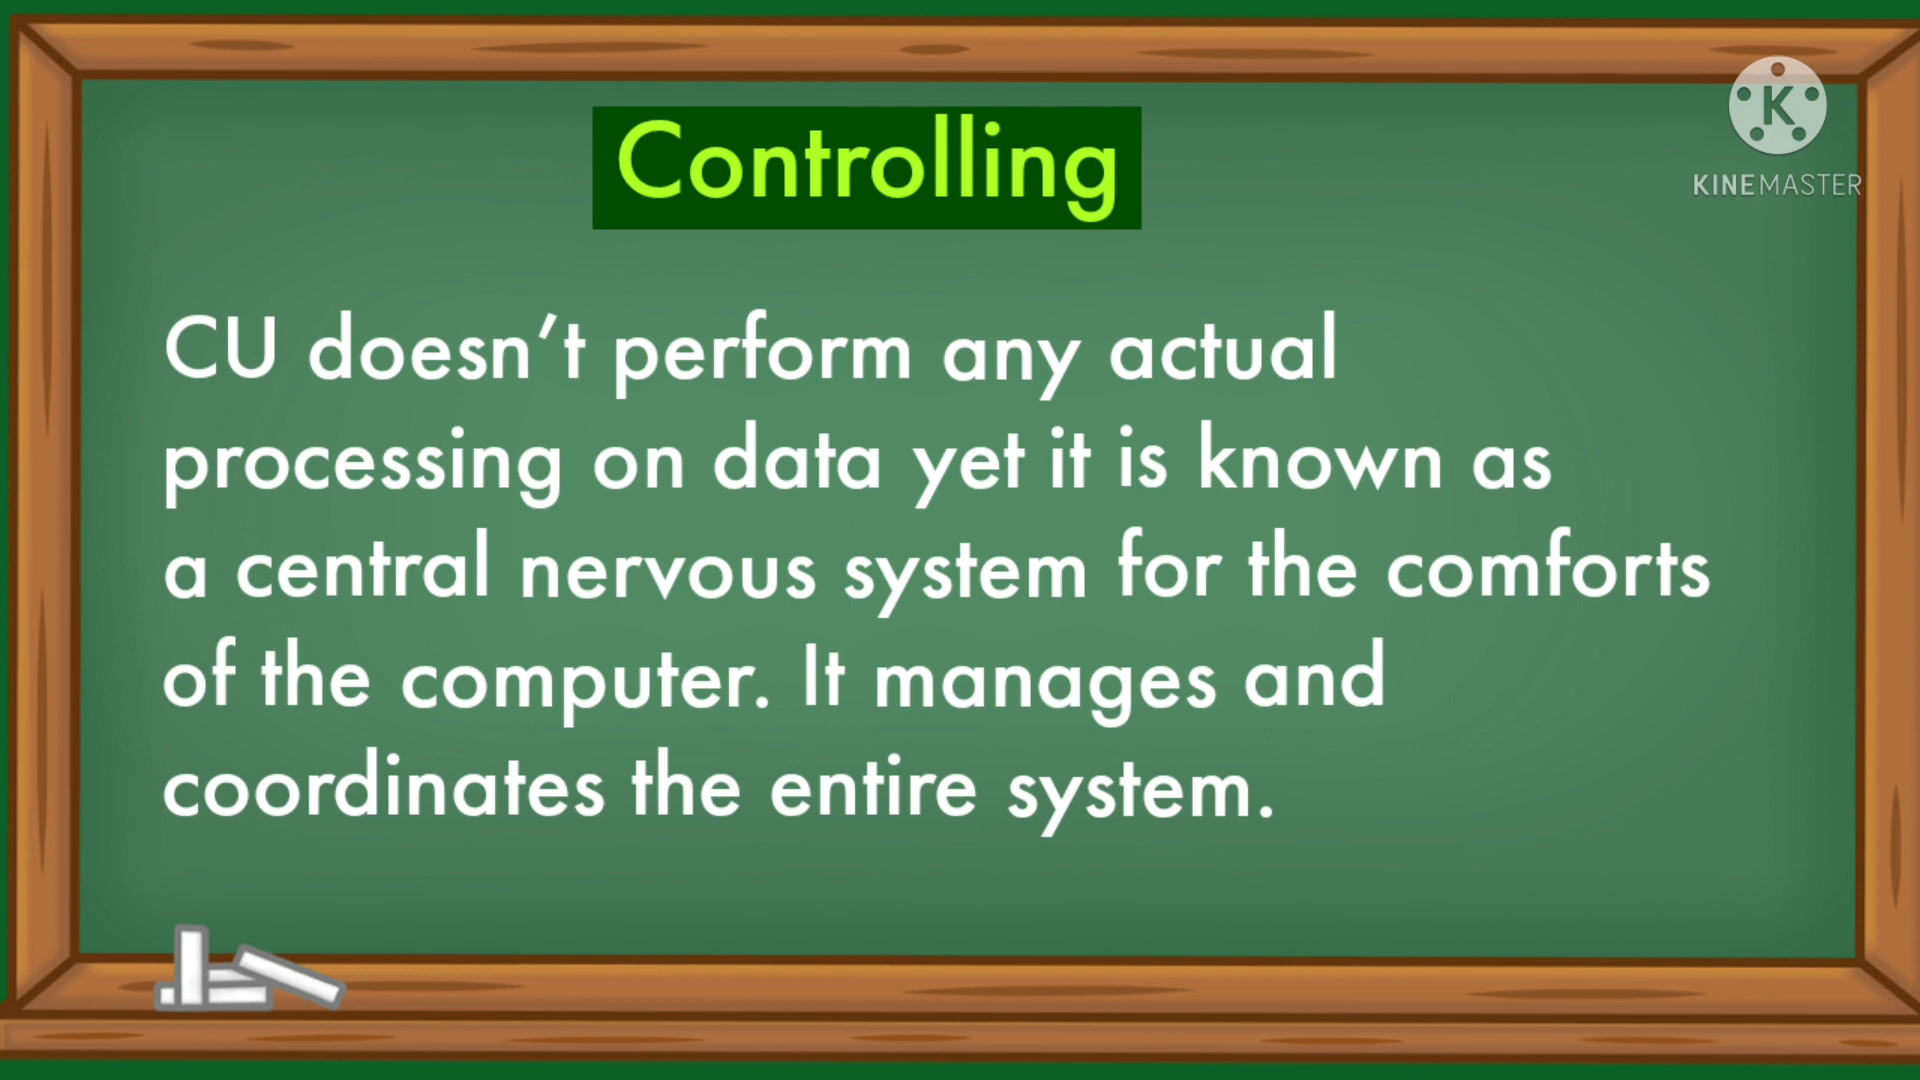 Controlling
KINEMASTER
CU doesn’t perform any actual
processing on data yet it is known as
a central nervous system for the comforts
of the computer. It manages and
coordinates the entire system.